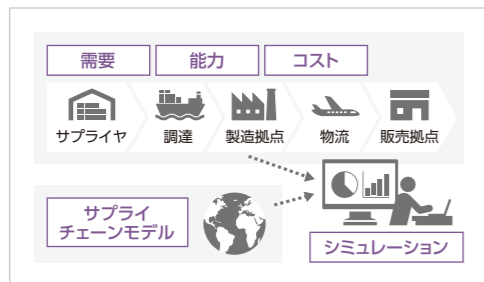 需要
能力
コスト
サプライヤ
調達
製造拠点
物流
販売拠点
サプライ
チェーンモデル
シミュレーション